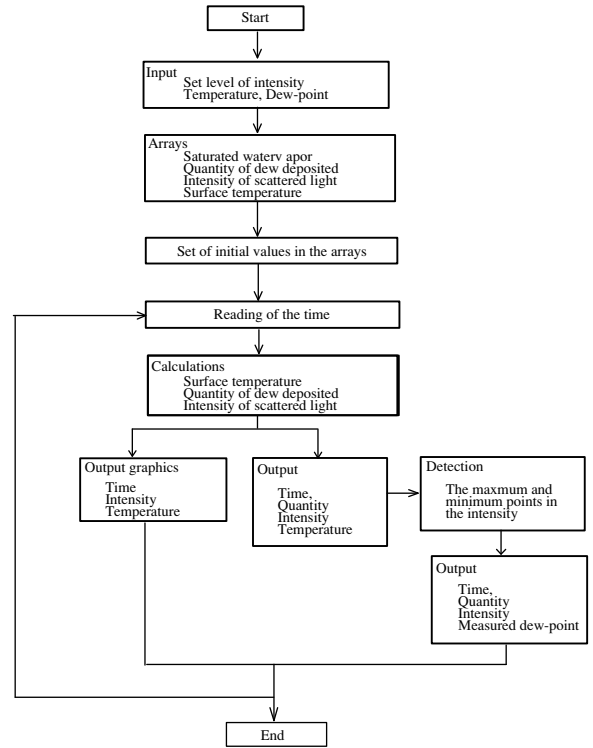 Start
Input
Set level of intensity
Temperature, Dew-point
Arrays
Saturated waterv apor
Quantity of dew deposited
Intensity of scattered light
Surface temperature
Set of initial values in the arrays
Reading of the time
Calculations
Surface temperature
Quantity of dew deposited
Intensity of scattered light
Output graphics
Time
Intensity
Temperature
Output
Time,
Quantity
Intensity
Temperature
Detection
The maxmum and
minimum points in
the intensity
Output
Time,
Quantity
Intensity
Measured dew-point
End